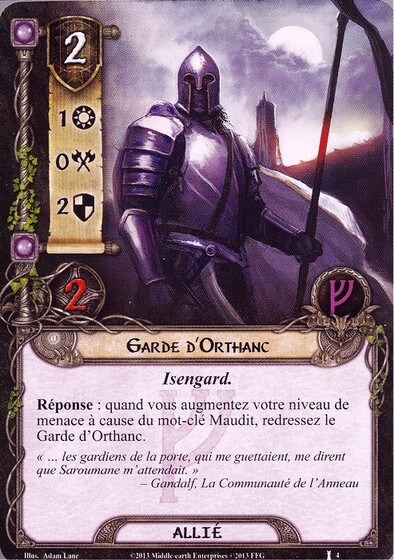 2
1
0
2
2
GARDE D'ORTHANC
Isengard.
Réponse : quand vous augmentez votre niveau de
menace à cause du mot-clé Maudit, redressez le
Garde d'Orthanc.
« ... les gardiens de la porte, qui me guettaient, me dirent
que Saroumane m'attendait. »
– Gandalf, La Communauté de l'Anneau
ALLIÉ
Illus. Adam Lane ©2013 Middle-earth Enterprises ©2013 FFG 4